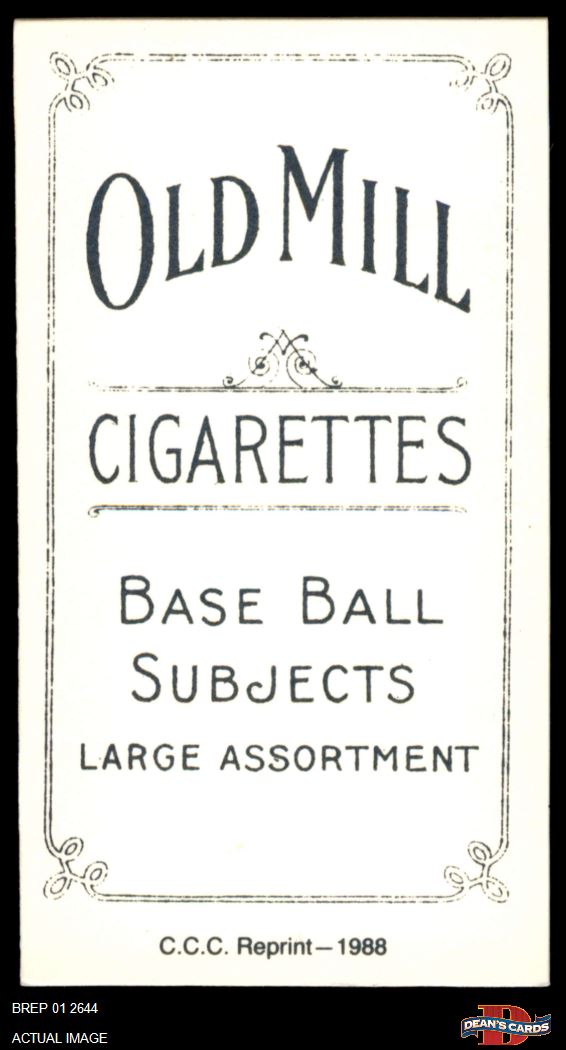 OLD MILL
CIGARETTES
BASE BALL
SUBJECTS
LARGE ASSORTMENT
C.C.C. Reprint—1988
BREP 01 2644
ACTUAL IMAGE
D
DEAN'S CARDS